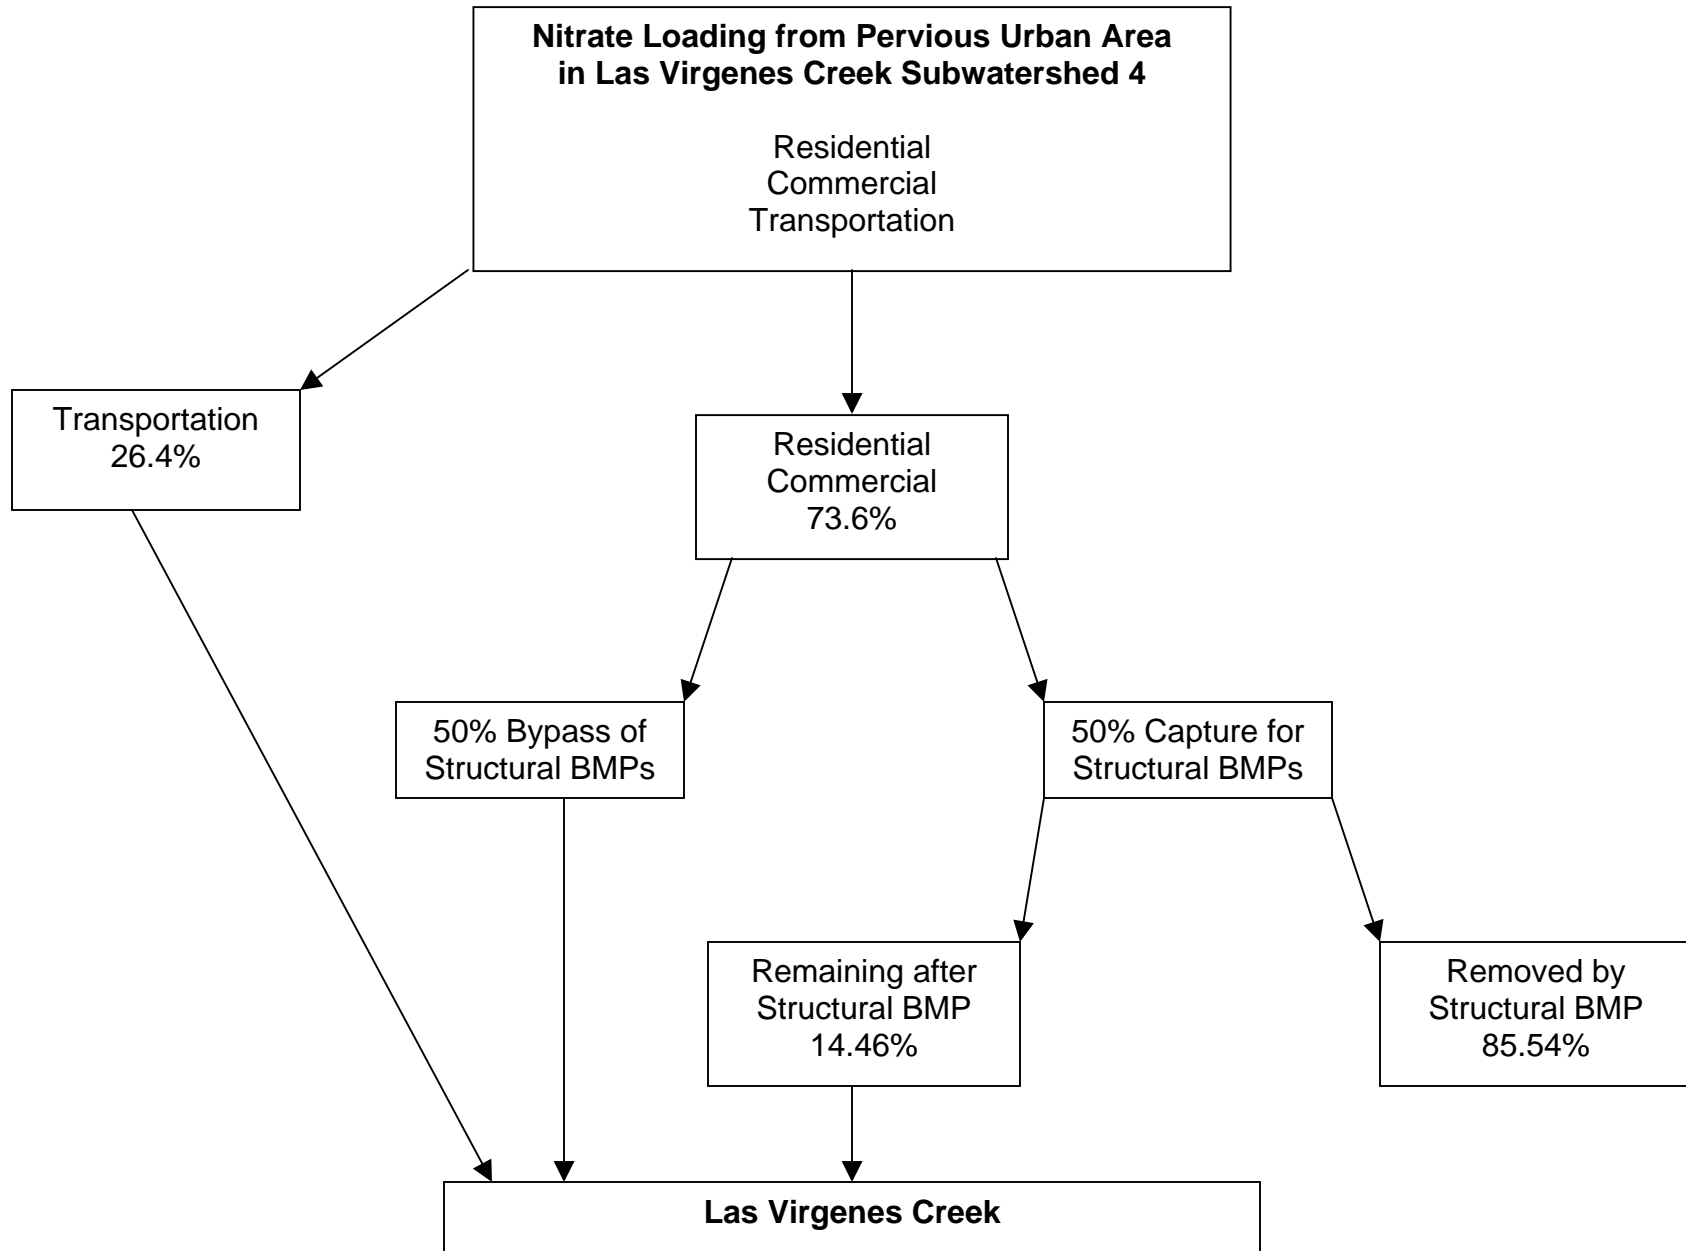 Nitrate Loading from Pervious Urban Area
in Las Virgenes Creek Subwatershed 4
Residential
Commercial
Transportation
Transportation
26.4%
Residential
Commercial
73.6%
50% Bypass of
Structural BMPs
50% Capture for
Structural BMPs
Remaining after
Structural BMP
14.46%
Removed by
Structural BMP
85.54%
Las Virgenes Creek